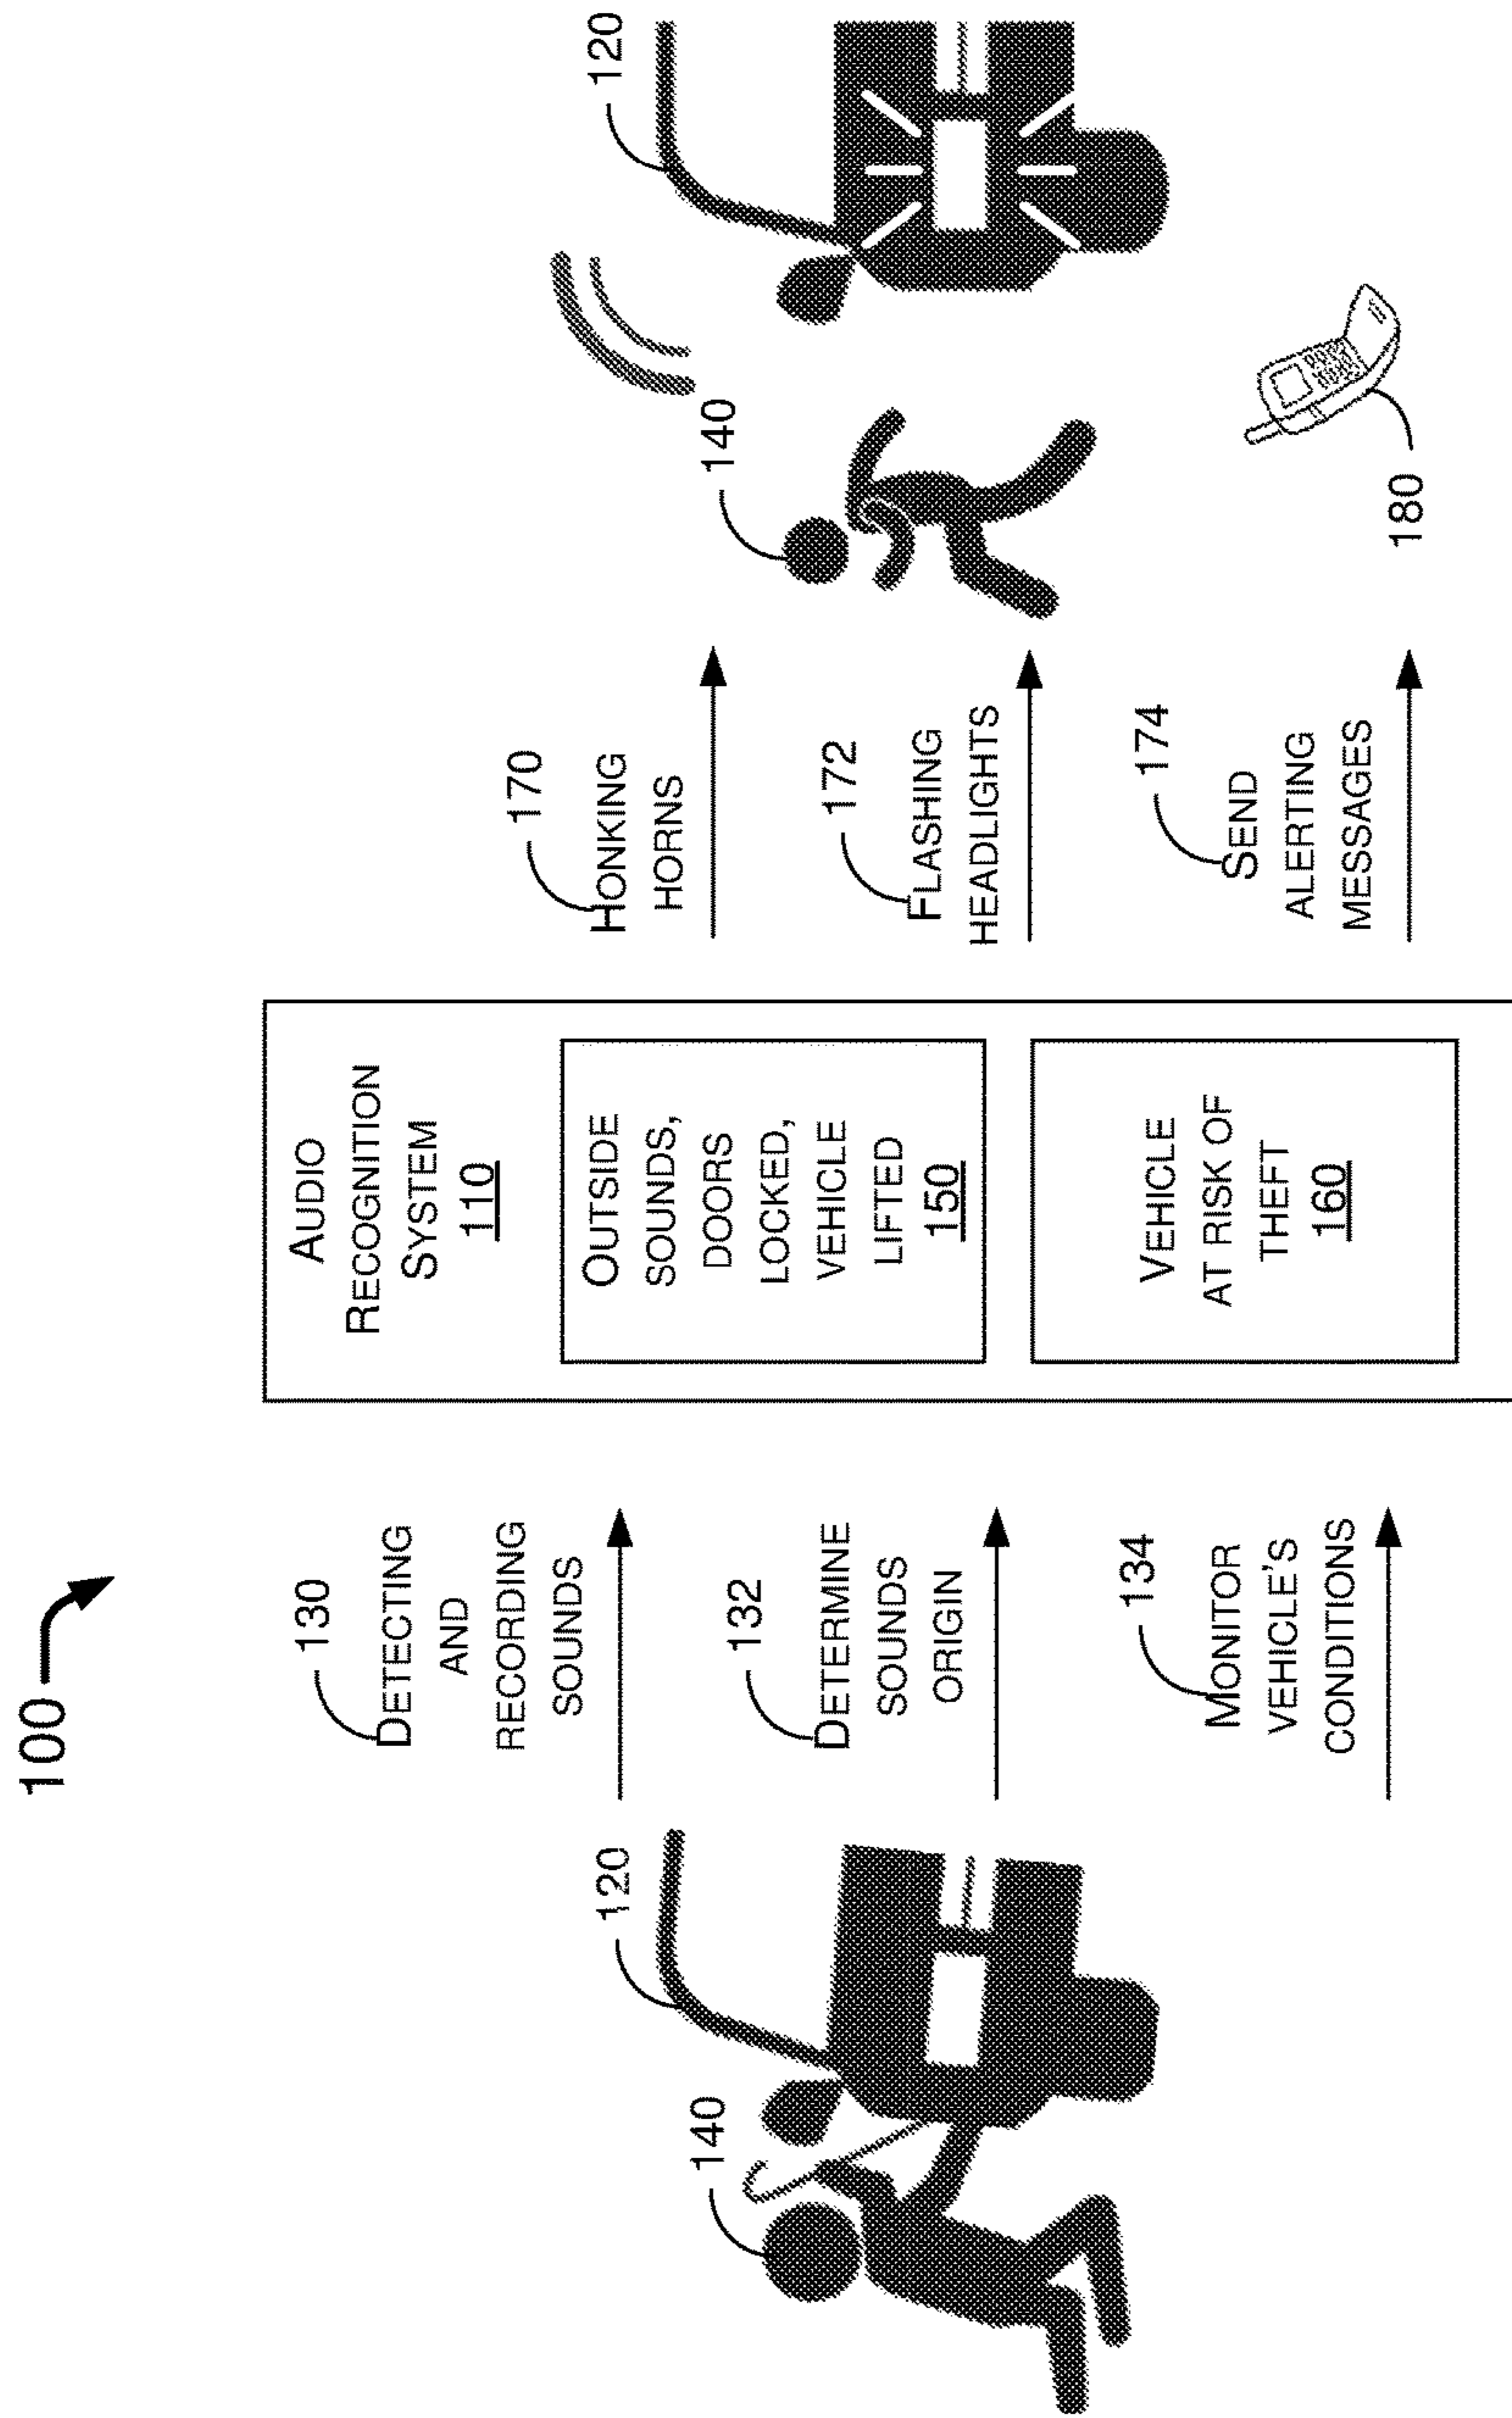 100
130
DETECTING
AND
RECORDING
SOUNDS
132
DETERMINE
SOUNDS
ORIGIN
134
MONITOR
VEHICLE'S
CONDITIONS
120
140
AUDIO
RECOGNITION
SYSTEM
110
OUTSIDE
SOUNDS,
DOORS
LOCKED,
VEHICLE
LIFTED
150
VEHICLE
AT RISK OF
THEFT
160
170
HONKING
HORNS
172
FLASHING
HEADLIGHTS
174
SEND
ALERTING
MESSAGES
120
140
180